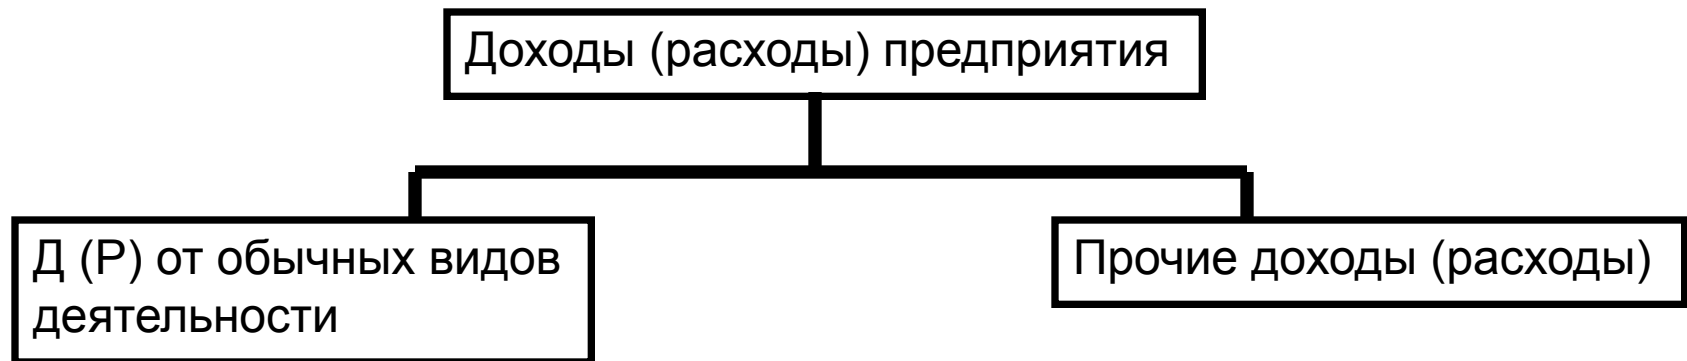 Доходы (расходы) предприятия
Д (Р) от обычных видов
деятельности
Прочие доходы (расходы)